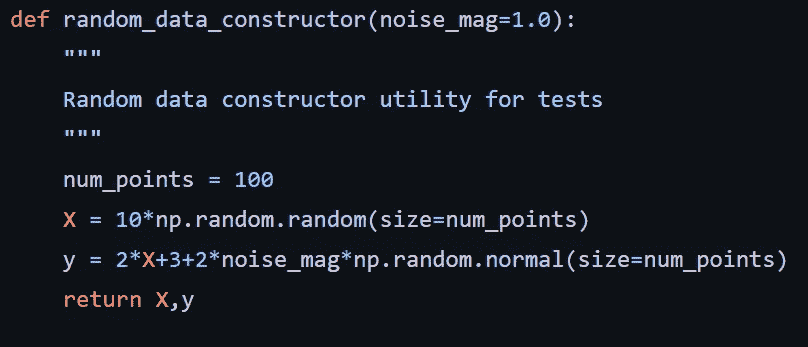 def random_data_constructor(noise_mag=1.0):
    """
    Random data constructor utility for tests
    """
    num_points = 100
    X = 10*np.random.random(size=num_points)
    y = 2*X+3+2*noise_mag*np.random.normal(size=num_points)
    return X,y